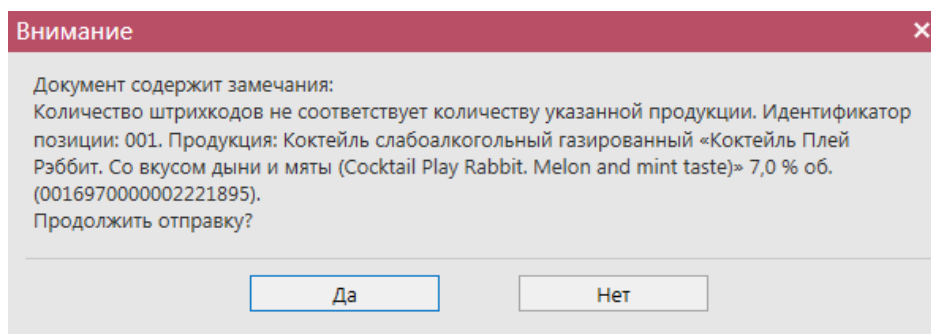 Внимание
Документ содержит замечания:
Количество штрихкодов не соответствует количеству указанной продукции. Идентификатор
позиции: 001. Продукция: Коктейль слабоалкогольный газированный «Коктейль Плей
Рэббит. Со вкусом дыни и мяты (Cocktail Play Rabbit. Melon and mint taste)» 7,0 % об.
(0016970000002221895).
Продолжить отправку?
Да
Нет